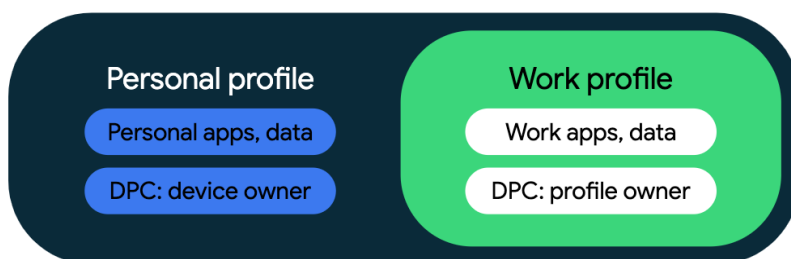 Personal profile
Personal apps, data
DPC: device owner
Work profile
Work apps, data
DPC: profile owner